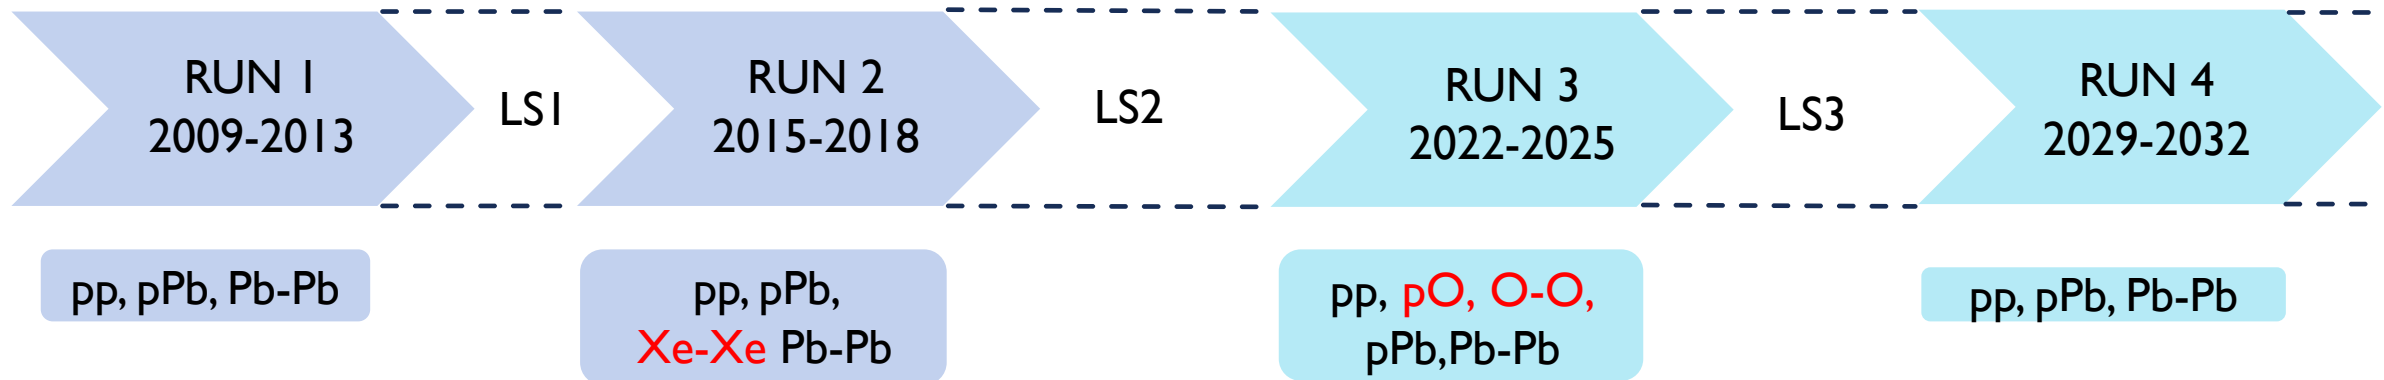 RUN 1
2009-2013
LS1
RUN 2
2015-2018
LS2
RUN 3
2022-2025
LS3
RUN 4
2029-2032
pp, pPb, Pb-Pb
pp, pPb,
Xe-Xe Pb-Pb
pp, pO, O-O,
pPb,Pb-Pb
pp, pPb, Pb-Pb